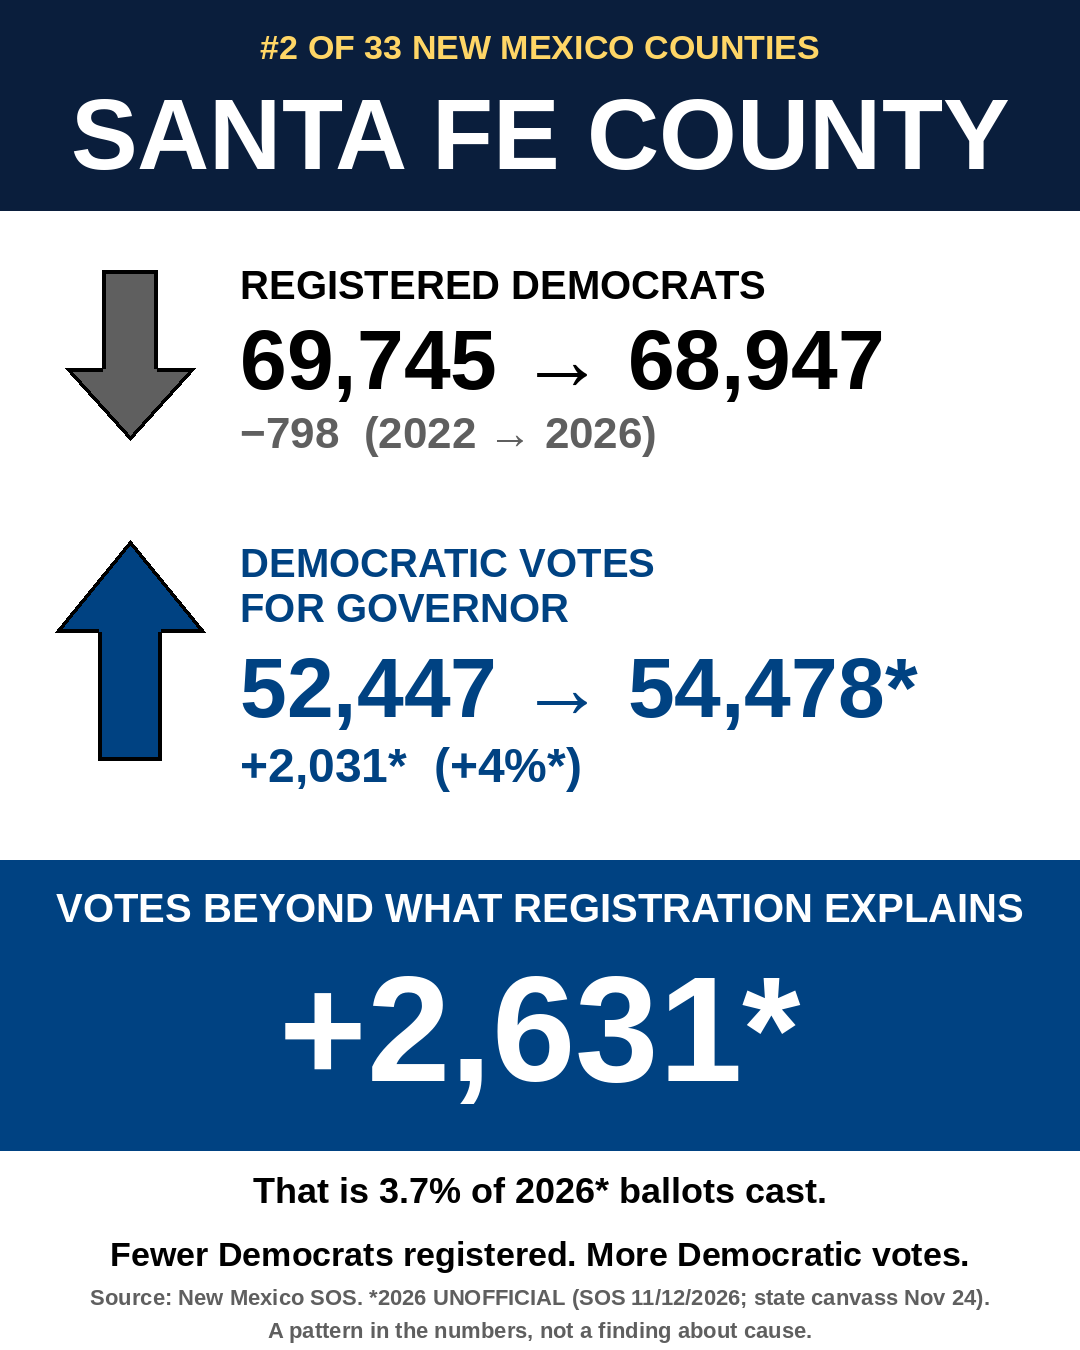 #2 OF 33 NEW MEXICO COUNTIES
SANTA FE COUNTY
REGISTERED DEMOCRATS
69,745 → 68,947
−798 (2022 → 2026)
DEMOCRATIC VOTES
FOR GOVERNOR
52,447 → 54,478*
+2,031* (+4%*)
VOTES BEYOND WHAT REGISTRATION EXPLAINS
+2,631*
That is 3.7% of 2026* ballots cast.
Fewer Democrats registered. More Democratic votes.
Source: New Mexico SOS. *2026 UNOFFICIAL (SOS 11/12/2026; state canvass Nov 24).
A pattern in the numbers, not a finding about cause.